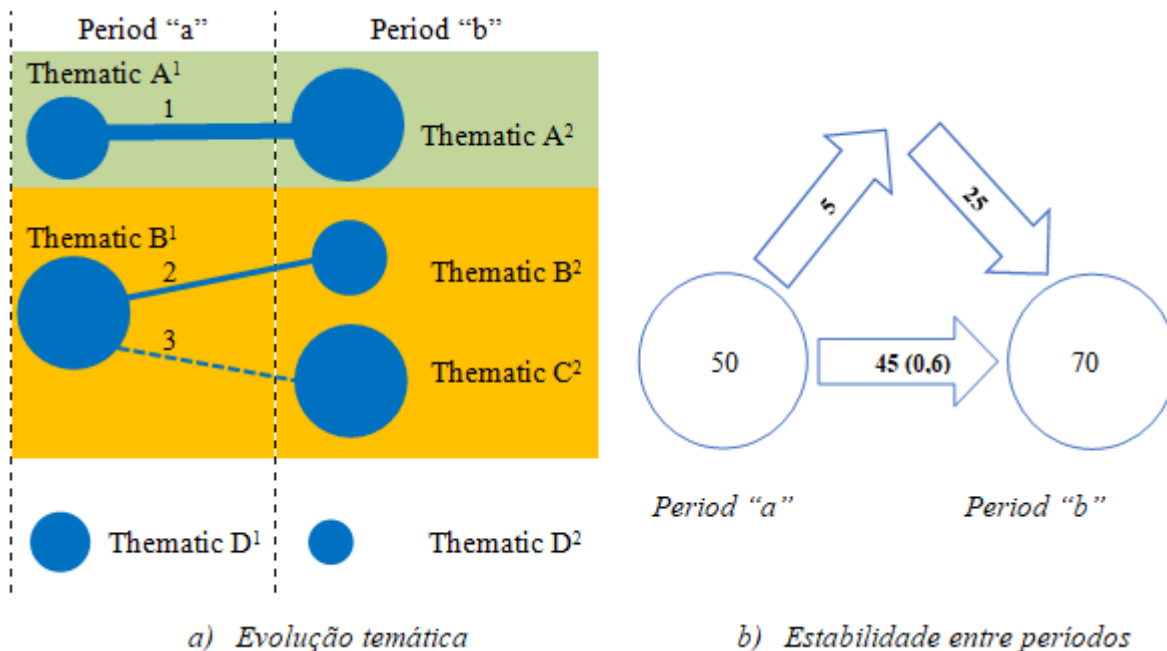 Period “a”
Period “b”
Thematic A¹
1
Thematic A²
Thematic B¹
2
Thematic B²
3
Thematic C²
Thematic D¹
Thematic D²
a) Evolução temática
5
25
50
45 (0,6)
70
Period “a”
Period “b”
b) Estabilidade entre períodos